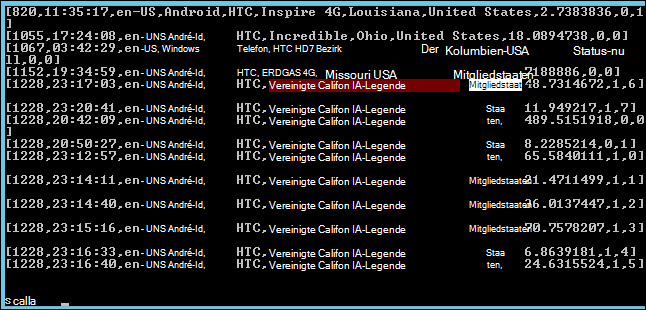 [820,11:35:17,en-US,Android,HTC,Inspire 4G,Louisiana,United States,2.7383836,0,1
]
[1055,17:24:08,en-UNS André-Id, HTC,Incredible,Ohio,United States,18.0894738,0,0]
[1067,03:42:29,en-US, Windows Telefon, HTC HD7 Bezirk Der Kolumbien-USA Status-nu
ll,0,0]
[1152,19:34:59,en-UNS André-Id, HTC, ERDGAS 4G, Missouri USA Mitgliedstaaten 7188886,0,0]
[1228,23:17:03,en-UNS André-Id, HTC,Vereinigte Califon IA-Legende Mitgliedstaat 48.7314672,1,6]
[1228,23:20:41,en-UNS André-Id, HTC,Vereinigte Califon IA-Legende Staa 11.949217,1,7]
[1228,20:42:09,en-UNS André-Id, HTC,Vereinigte Califon IA-Legende ten, 489.5151918,0,0
]
[1228,20:50:27,en-UNS André-Id, HTC,Vereinigte Califon IA-Legende Staa 8.2285214,0,1]
[1228,23:12:57,en-UNS André-Id, HTC,Vereinigte Califon IA-Legende ten, 65.5840111,1,0]
[1228,23:14:11,en-UNS André-Id, HTC,Vereinigte Califon IA-Legende Mitgliedstaaten 21.4711499,1,1]
[1228,23:14:40,en-UNS André-Id, HTC,Vereinigte Califon IA-Legende Mitgliedstaaten 36.0137447,1,2]
[1228,23:15:16,en-UNS André-Id, HTC,Vereinigte Califon IA-Legende Mitgliedstaaten 70.7578207,1,3]
[1228,23:16:33,en-UNS André-Id, HTC,Vereinigte Califon IA-Legende Staa 6.8639181,1,4]
[1228,23:16:40,en-UNS André-Id, HTC,Vereinigte Califon IA-Legende ten, 24.6315524,1,5]
s calla